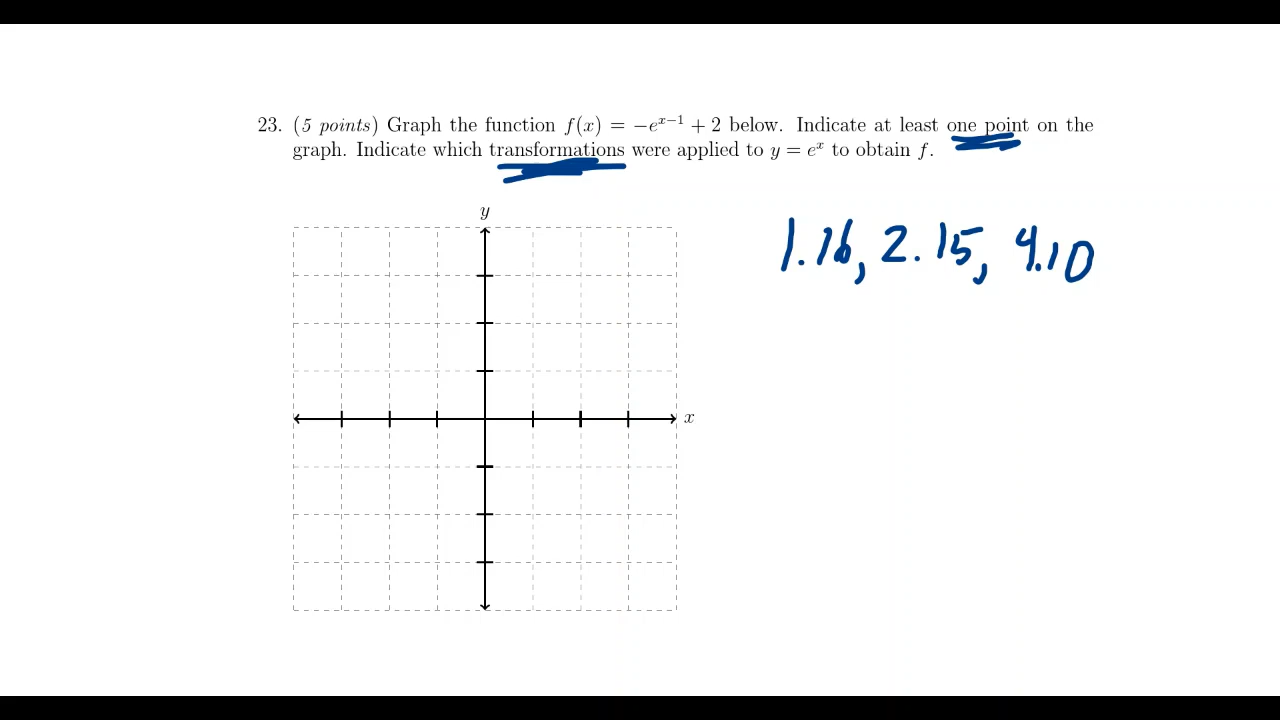 23. (5 points) Graph the function f(x) = −e^{x−1} + 2 below. Indicate at least one point on the
graph. Indicate which transformations were applied to y = e^x to obtain f.
y
1.16, 2.15, 4.10
x